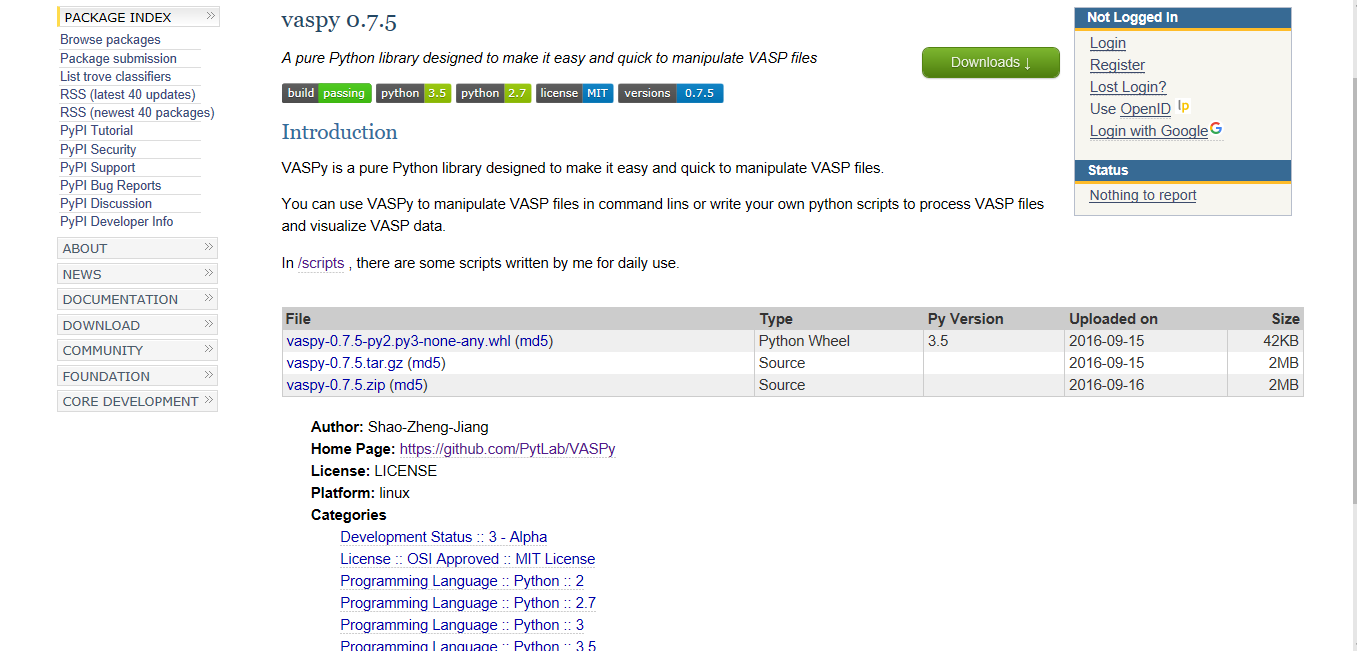 PACKAGE INDEX »
Browse packages
Package submission
List trove classifiers
RSS (latest 40 updates)
RSS (newest 40 packages)
PyPI Tutorial
PyPI Security
PyPI Support
PyPI Bug Reports
PyPI Discussion
PyPI Developer Info
ABOUT »
NEWS »
DOCUMENTATION »
DOWNLOAD »
COMMUNITY »
FOUNDATION »
CORE DEVELOPMENT »
vaspy 0.7.5
A pure Python library designed to make it easy and quick to manipulate VASP files
Downloads ↓
build passing python 3.5 python 2.7 license MIT versions 0.7.5
Introduction
VASPy is a pure Python library designed to make it easy and quick to manipulate VASP files.
You can use VASPy to manipulate VASP files in command lins or write your own python scripts to process VASP files
and visualize VASP data.
In /scripts , there are some scripts written by me for daily use.
File Type Py Version Uploaded on Size
vaspy-0.7.5-py2.py3-none-any.whl (md5) Python Wheel 3.5 2016-09-15 42KB
vaspy-0.7.5.tar.gz (md5) Source 2016-09-15 2MB
vaspy-0.7.5.zip (md5) Source 2016-09-16 2MB
Author: Shao-Zheng-Jiang
Home Page: https://github.com/PytLab/VASPy
License: LICENSE
Platform: linux
Categories
Development Status :: 3 - Alpha
License :: OSI Approved :: MIT License
Programming Language :: Python :: 2
Programming Language :: Python :: 2.7
Programming Language :: Python :: 3
Programming Language :: Python :: 3.5
Not Logged In
Login
Register
Lost Login?
Use OpenID lp
Login with Google G
Status
Nothing to report